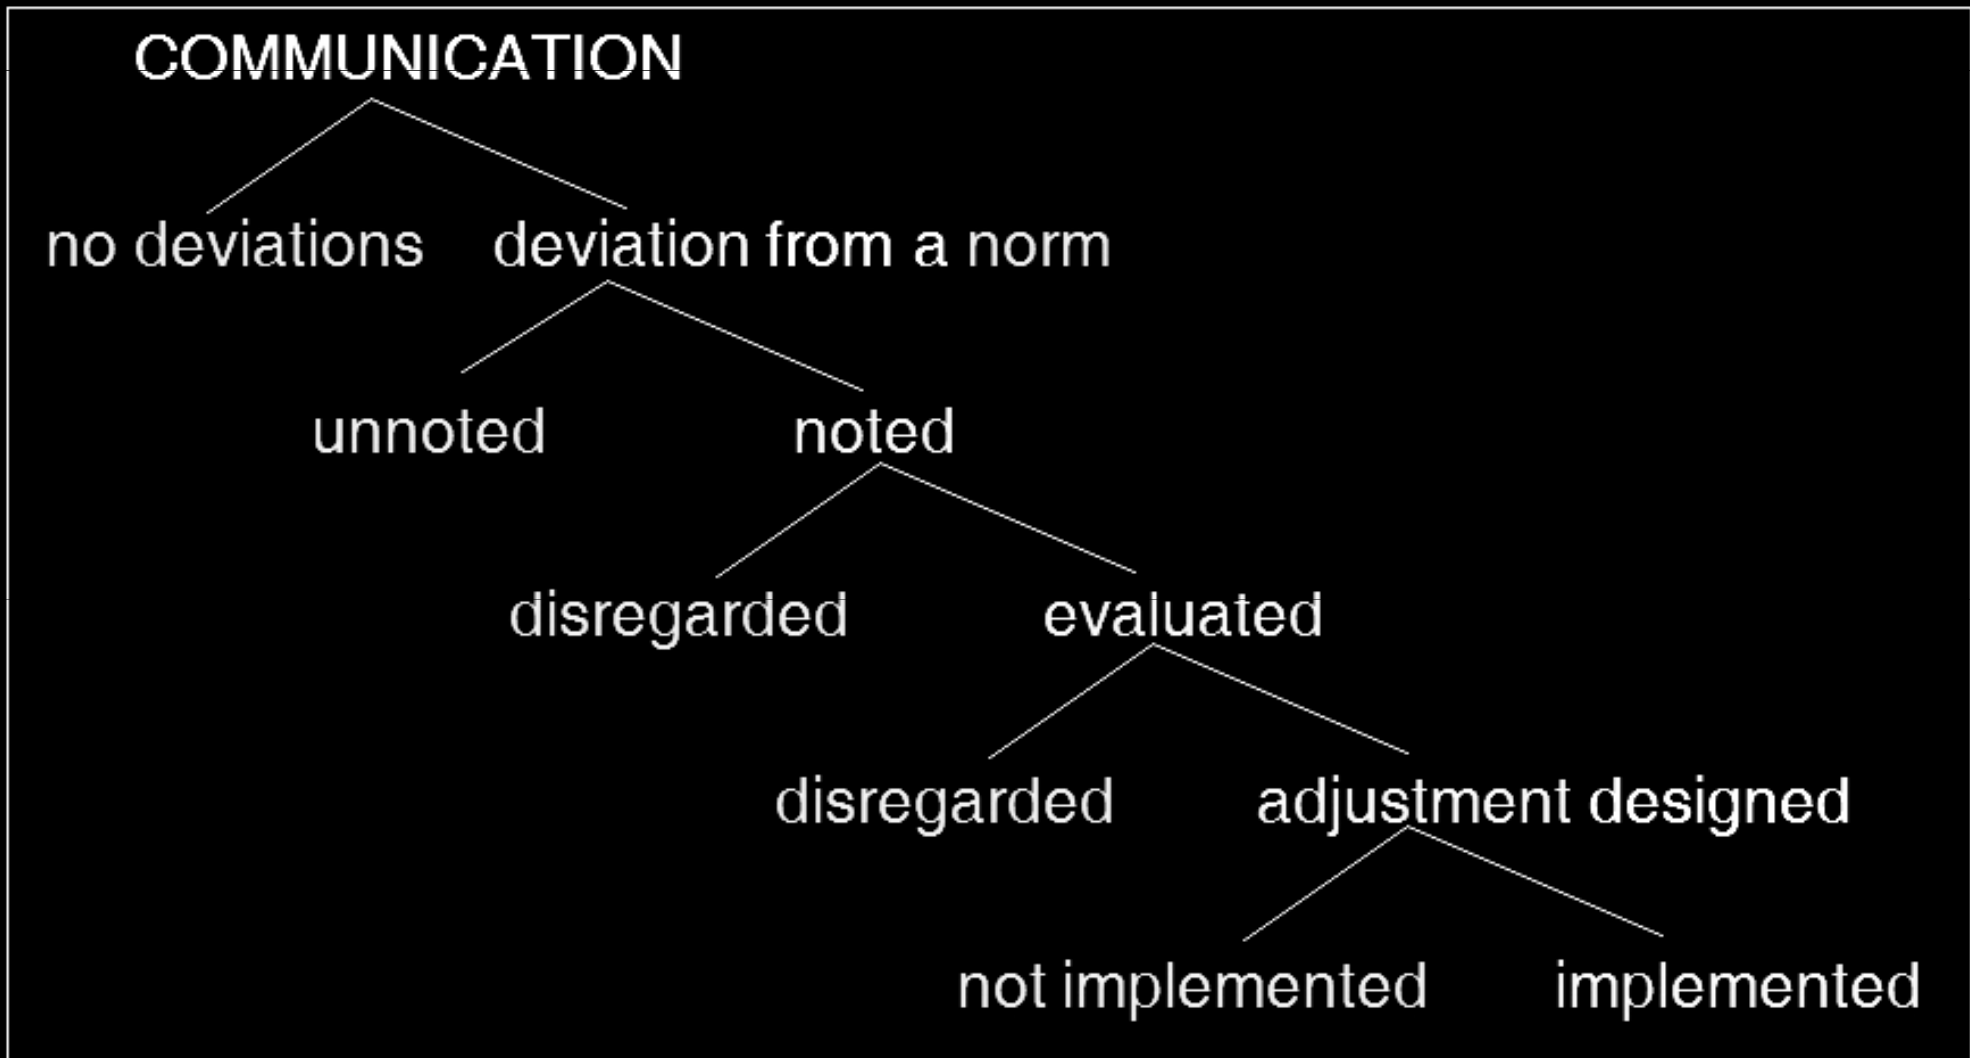 COMMUNICATION
no deviations deviation from a norm
unnoted noted
disregarded evaluated
disregarded adjustment designed
not implemented implemented